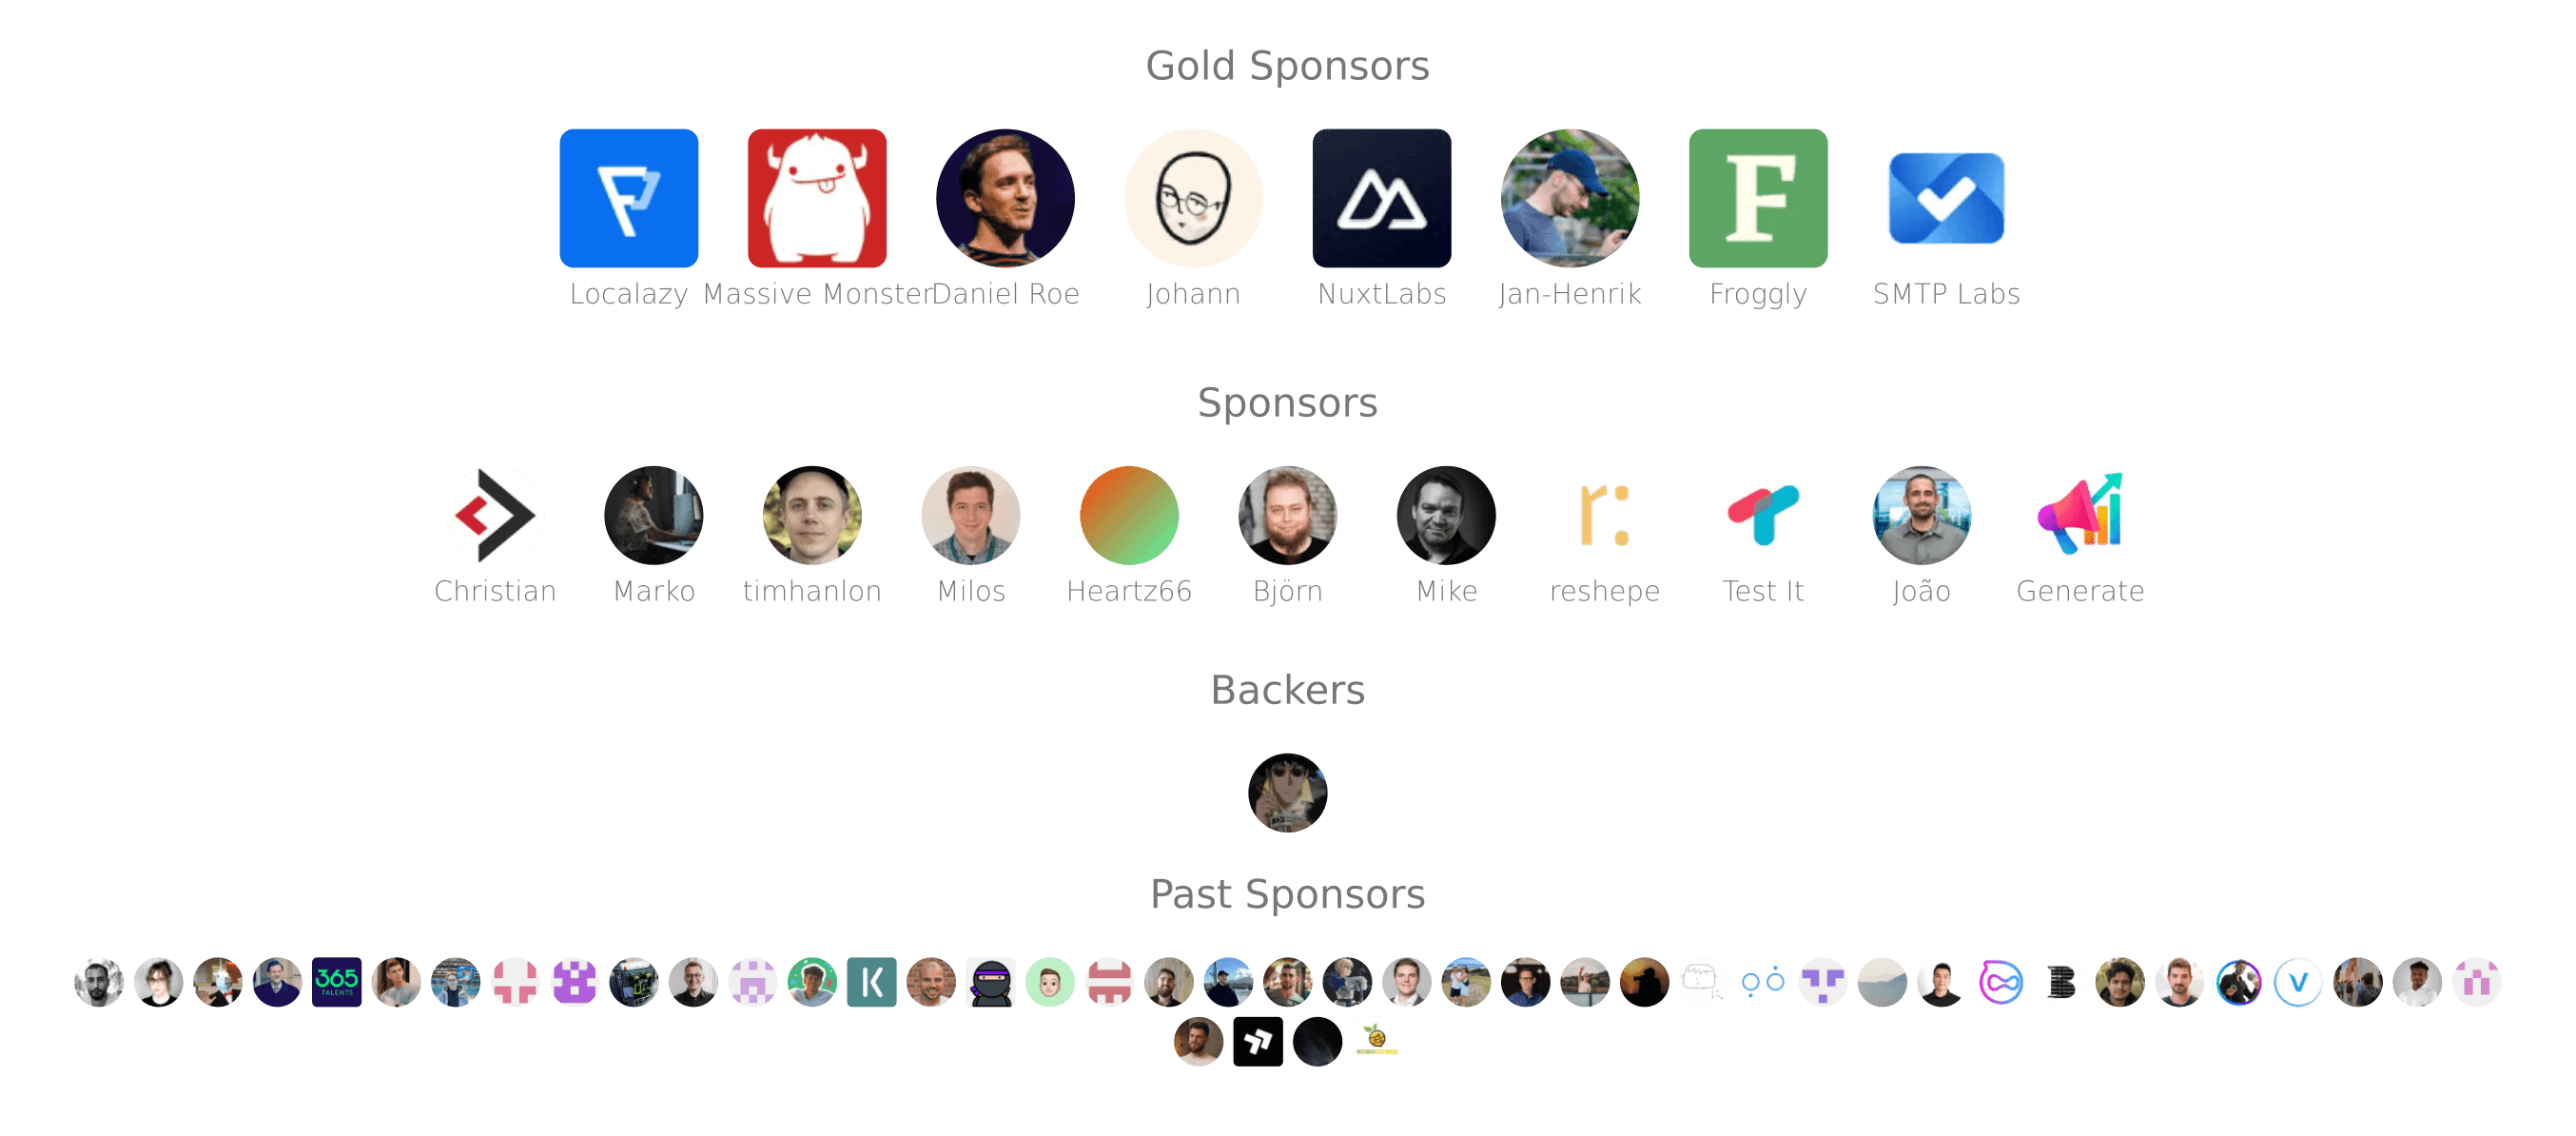 Gold Sponsors
Localazy Massive Monster Daniel Roe Johann NuxtLabs Jan-Henrik Froggly SMTP Labs
Sponsors
Christian Marko timhanlon Milos Heartz66 Björn Mike reshepe Test It João Generate
Backers
Past Sponsors
365
TALENTS